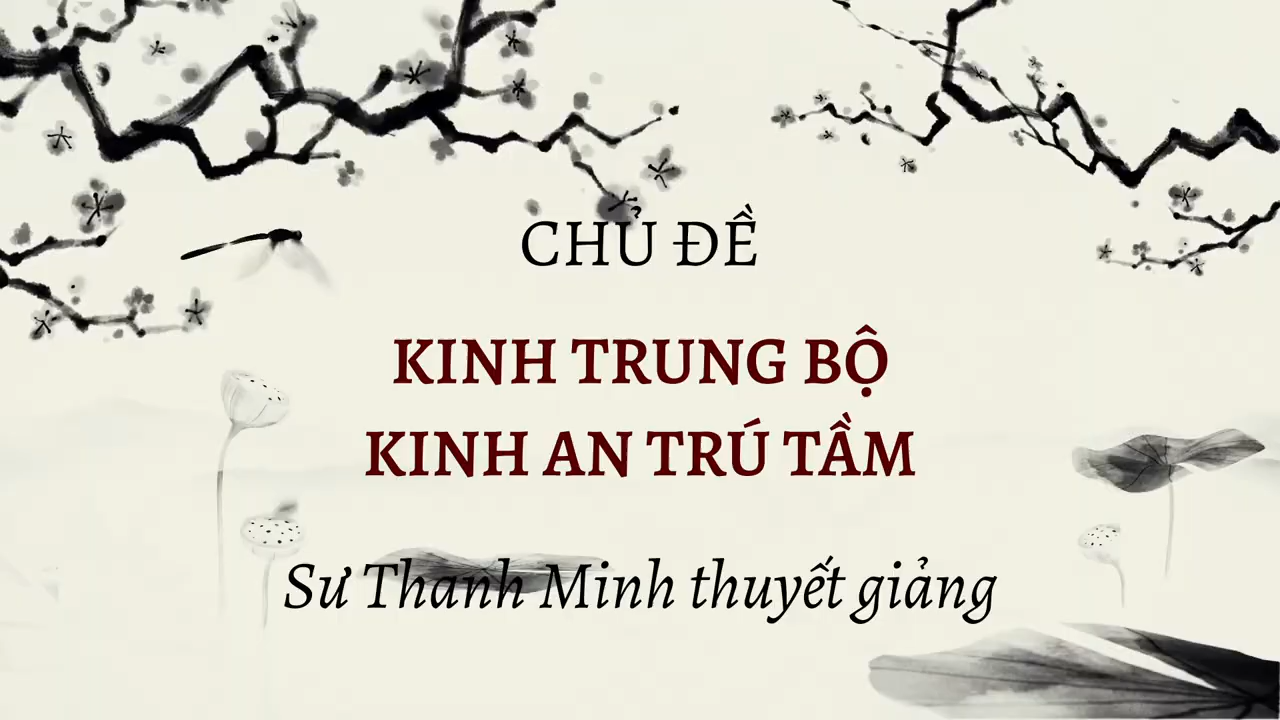 CHỦ ĐỀ
KINH TRUNG BỘ
KINH AN TRÚ TẦM
Sư Thanh Minh thuyết giảng